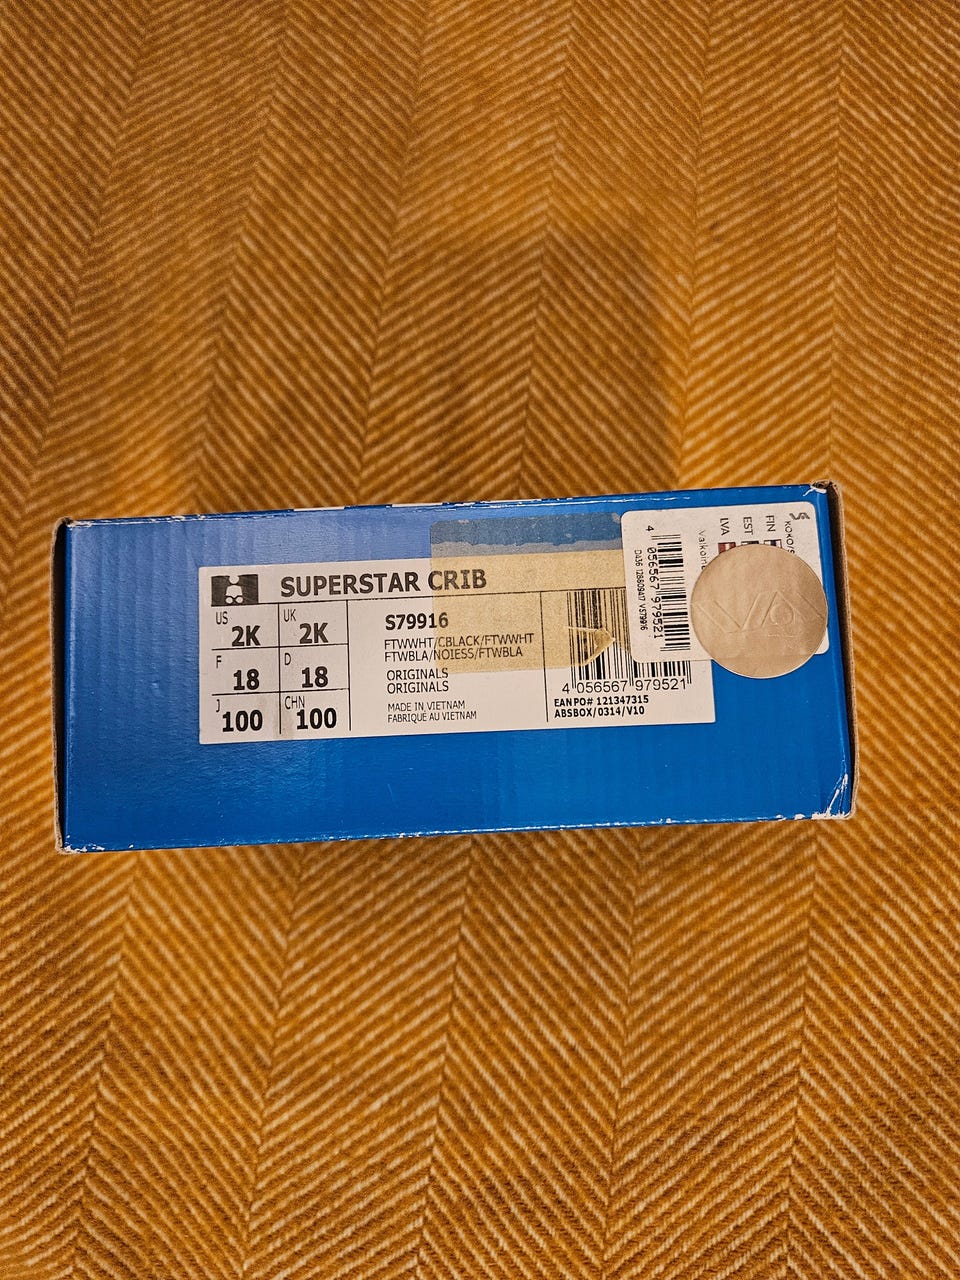 SUPERSTAR CRIB
US 2K UK 2K
F 18 D 18
J 100 CHN 100
S79916
FTWWHT/CBLACK/FTWWHT
FTWBLA/NOIESS/FTWBLA
ORIGINALS
ORIGINALS
MADE IN VIETNAM
FABRIQUE AU VIETNAM
4 056567 979521
EAN PO# 121347315
ABSBOX/0314/V10
KOKO/S
FIN
EST
LVA
4 056567 979521